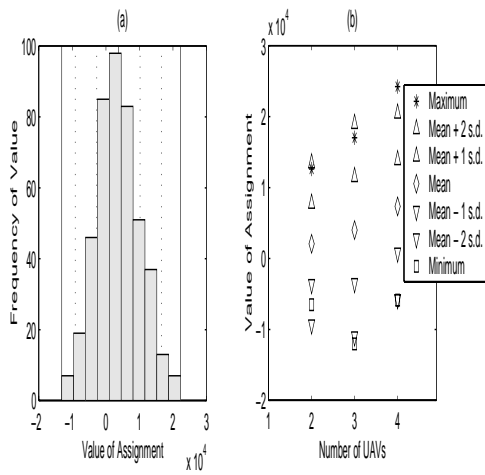 (a)
100
80
60
40
20
0
Frequency of Value
−2 −1 0 1 2 3
Value of Assignment
x 10^4
(b)
x 10^4
3
2
1
0
−1
−2
Value of Assignment
1 2 3 4
Number of UAVs
Maximum
Mean + 2 s.d.
Mean + 1 s.d.
Mean
Mean − 1 s.d.
Mean − 2 s.d.
Minimum